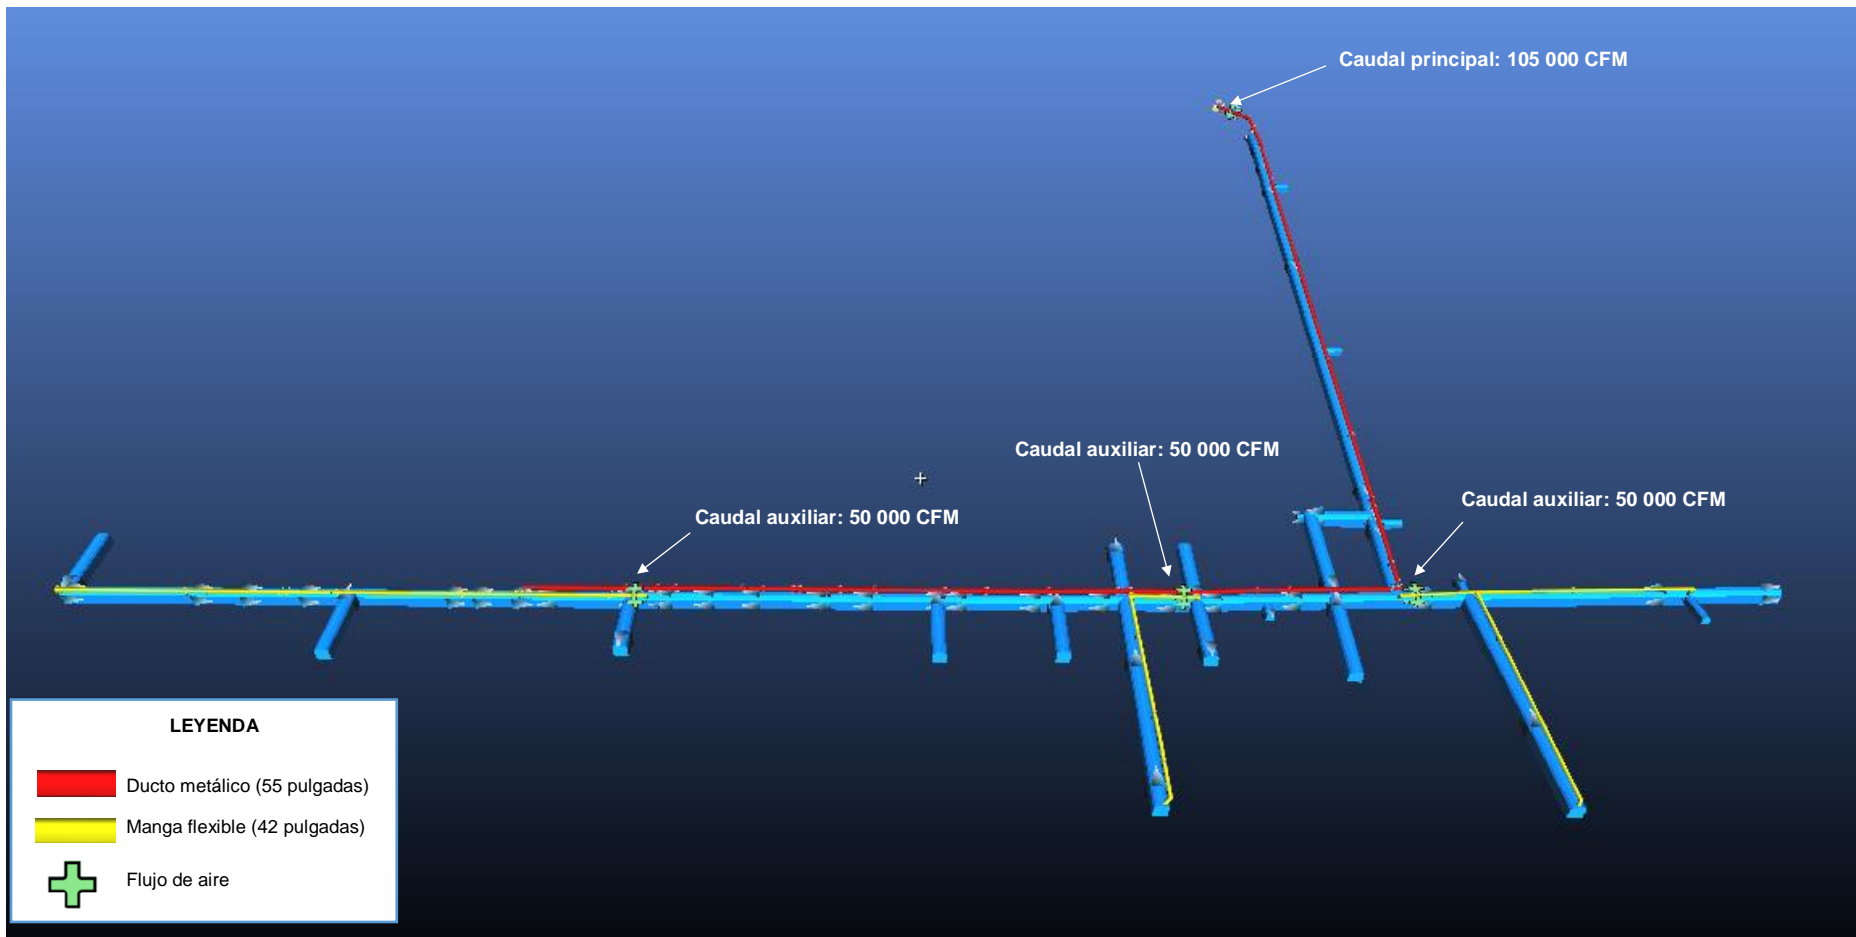 Caudal principal: 105 000 CFM
Caudal auxiliar: 50 000 CFM
Caudal auxiliar: 50 000 CFM
Caudal auxiliar: 50 000 CFM
LEYENDA
Ducto metálico (55 pulgadas)
Manga flexible (42 pulgadas)
Flujo de aire